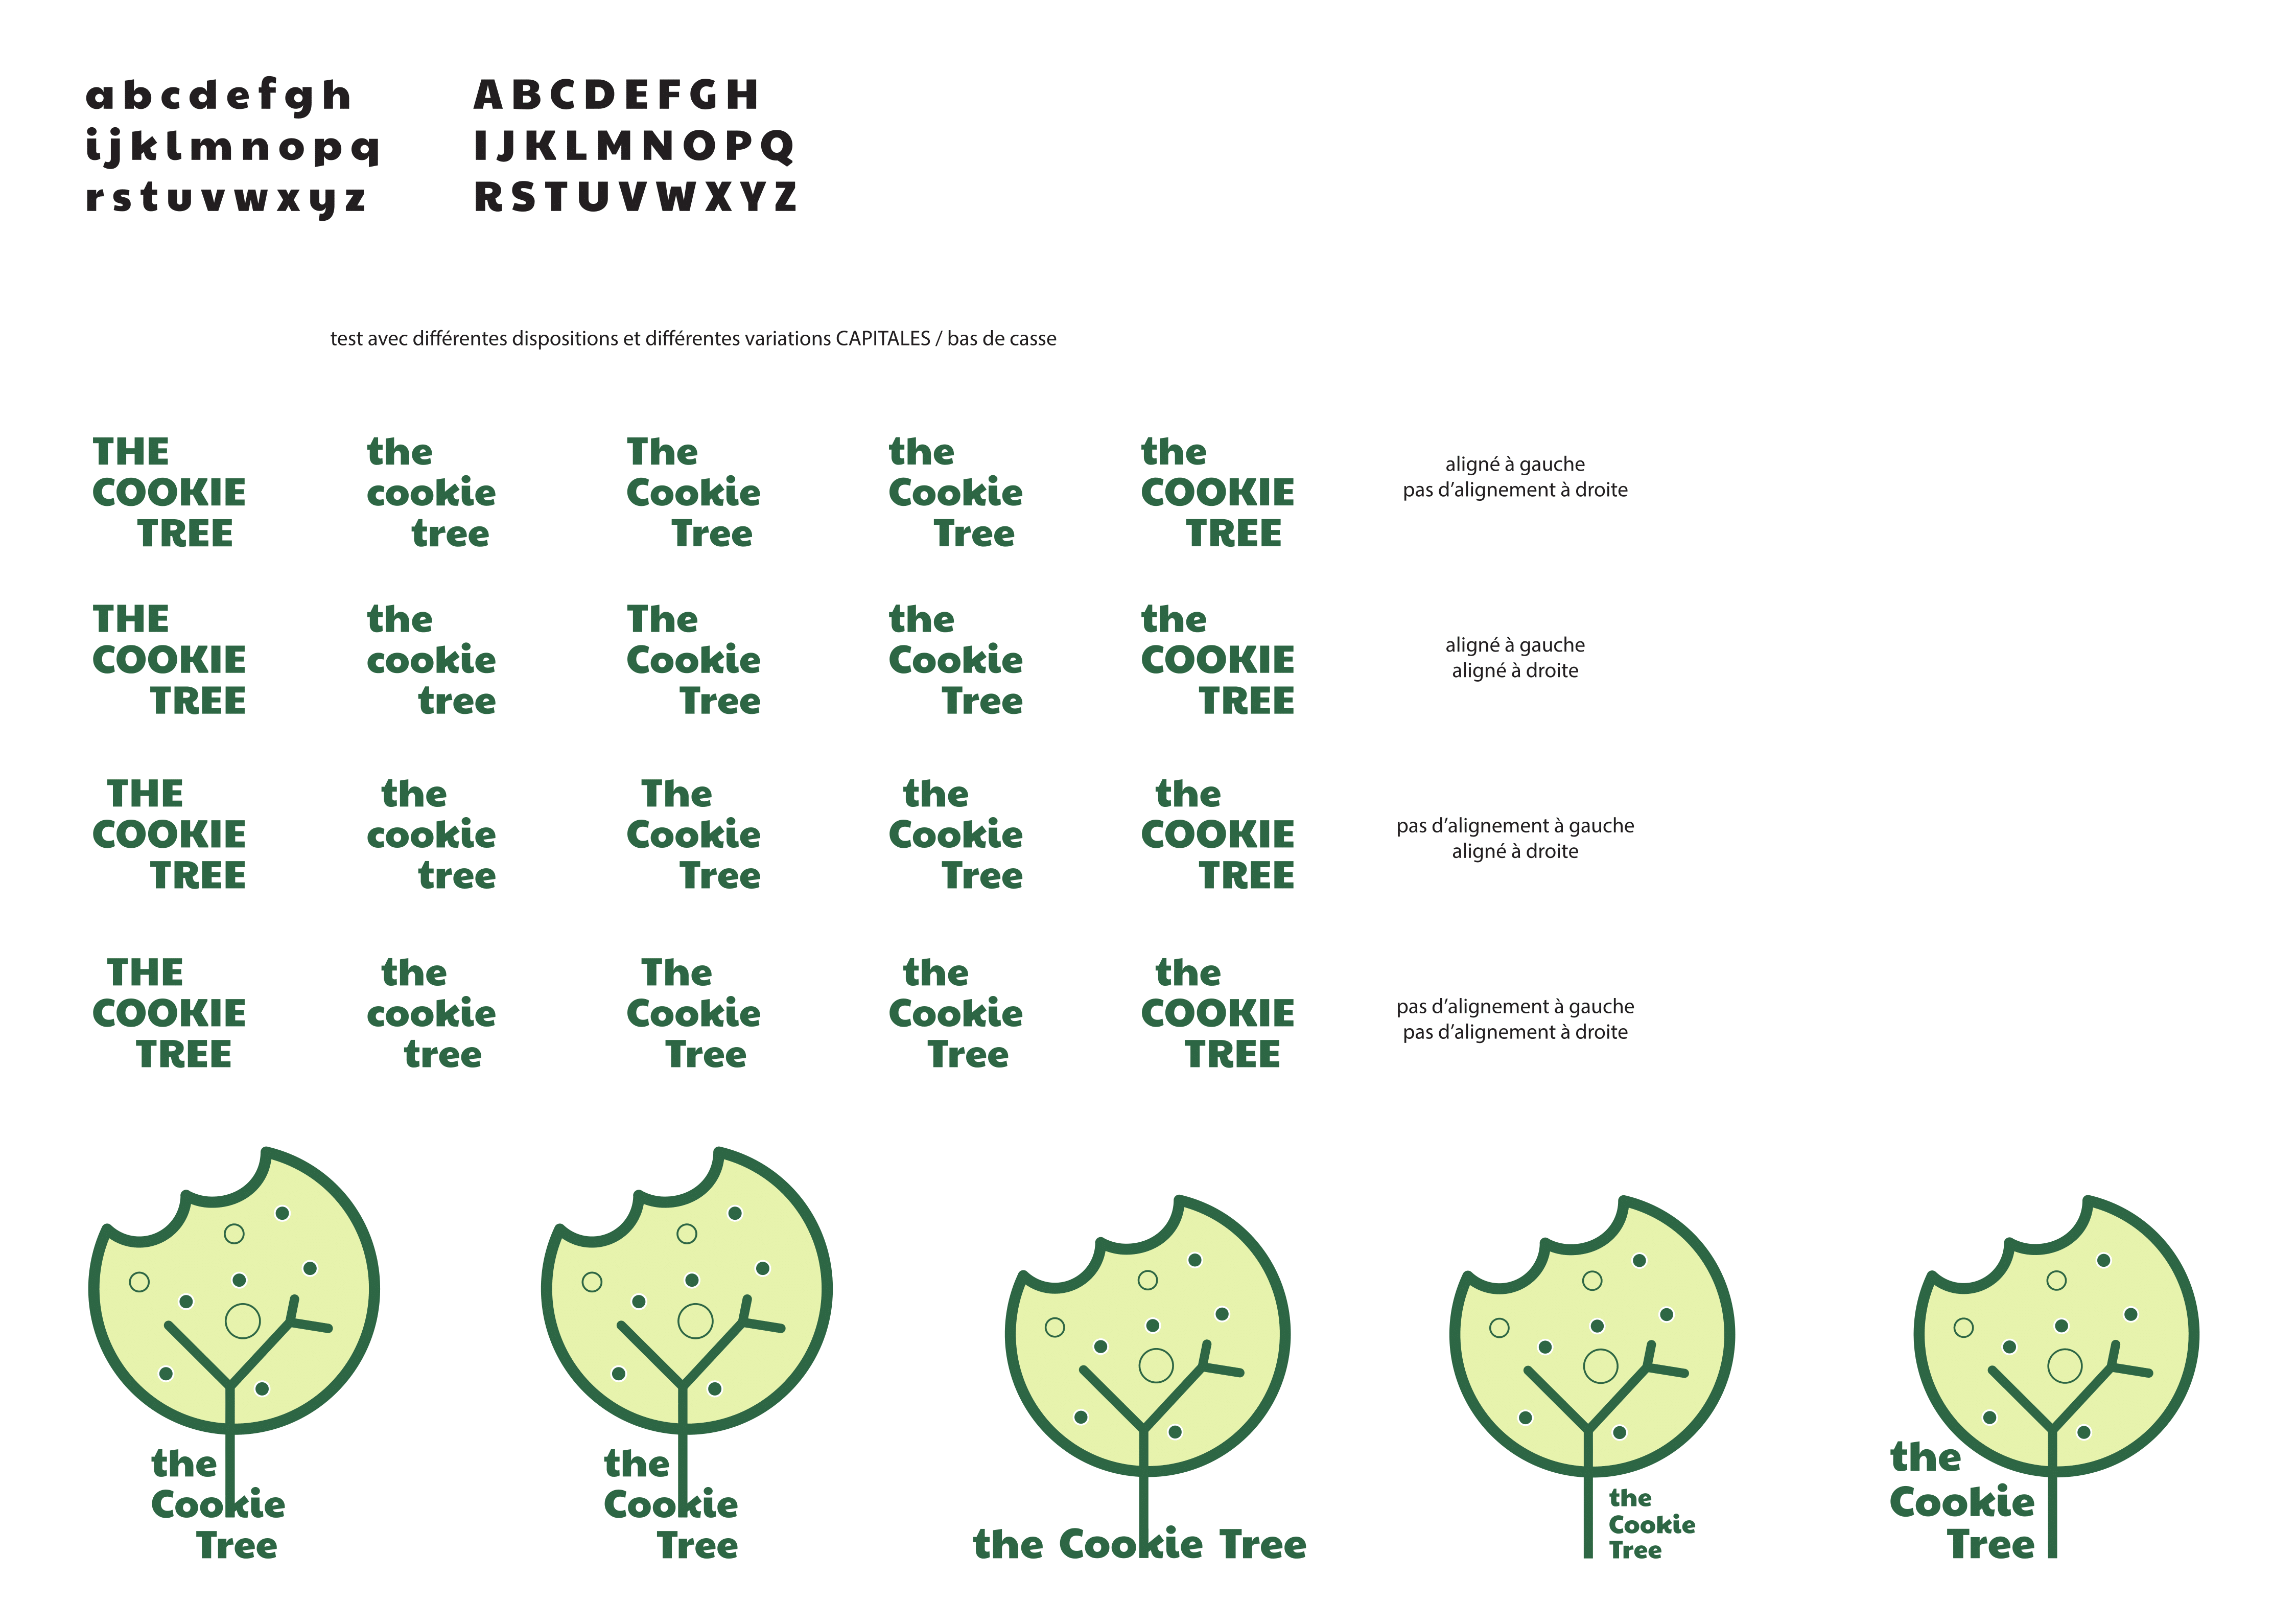 abcdefgh
ijklmnopq
rstuvwxyz
ABCDEFGH
IJKLMNOPQ
RSTUVWXYZ
test avec différentes dispositions et différentes variations CAPITALES / bas de casse
THE
COOKIE
TREE
the
cookie
tree
The
Cookie
Tree
the
Cookie
Tree
the
COOKIE
TREE
aligné à gauche
pas d’alignement à droite
THE
COOKIE
TREE
the
cookie
tree
The
Cookie
Tree
the
Cookie
Tree
the
COOKIE
TREE
aligné à gauche
aligné à droite
THE
COOKIE
TREE
the
cookie
tree
The
Cookie
Tree
the
Cookie
Tree
the
COOKIE
TREE
pas d’alignement à gauche
aligné à droite
THE
COOKIE
TREE
the
cookie
tree
The
Cookie
Tree
the
Cookie
Tree
the
COOKIE
TREE
pas d’alignement à gauche
pas d’alignement à droite
the
Cookie
Tree
the
Cookie
Tree
the Cookie Tree
the
Cookie
Tree
the
Cookie
Tree